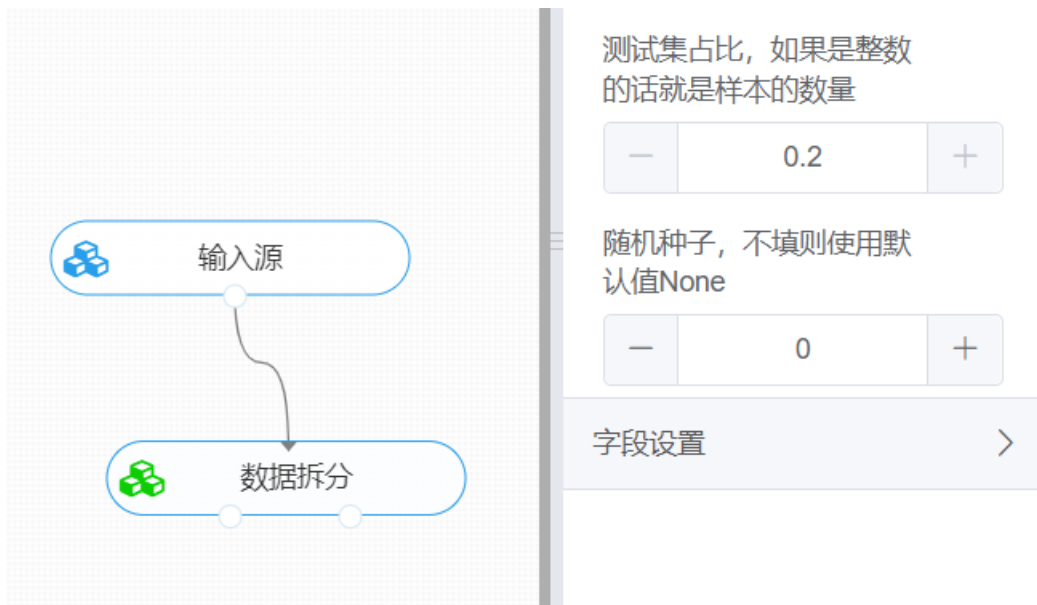 输入源
数据拆分
测试集占比，如果是整数
的话就是样本的数量
0.2
随机种子，不填则使用默
认值None
0
字段设置